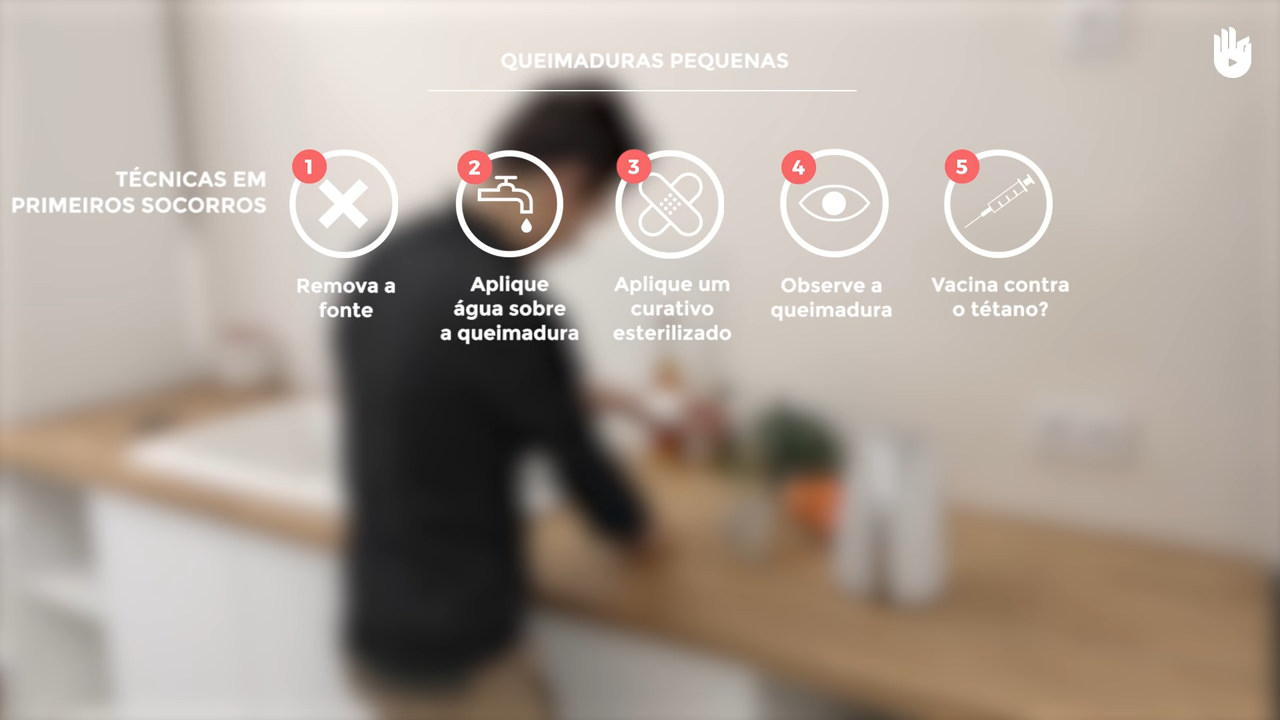 QUEIMADURAS PEQUENAS
TÉCNICAS EM
PRIMEIROS SOCORROS
1
Remova a
fonte
2
Aplique
água sobre
a queimadura
3
Aplique um
curativo
esterilizado
4
Observe a
queimadura
5
Vacina contra
o tétano?